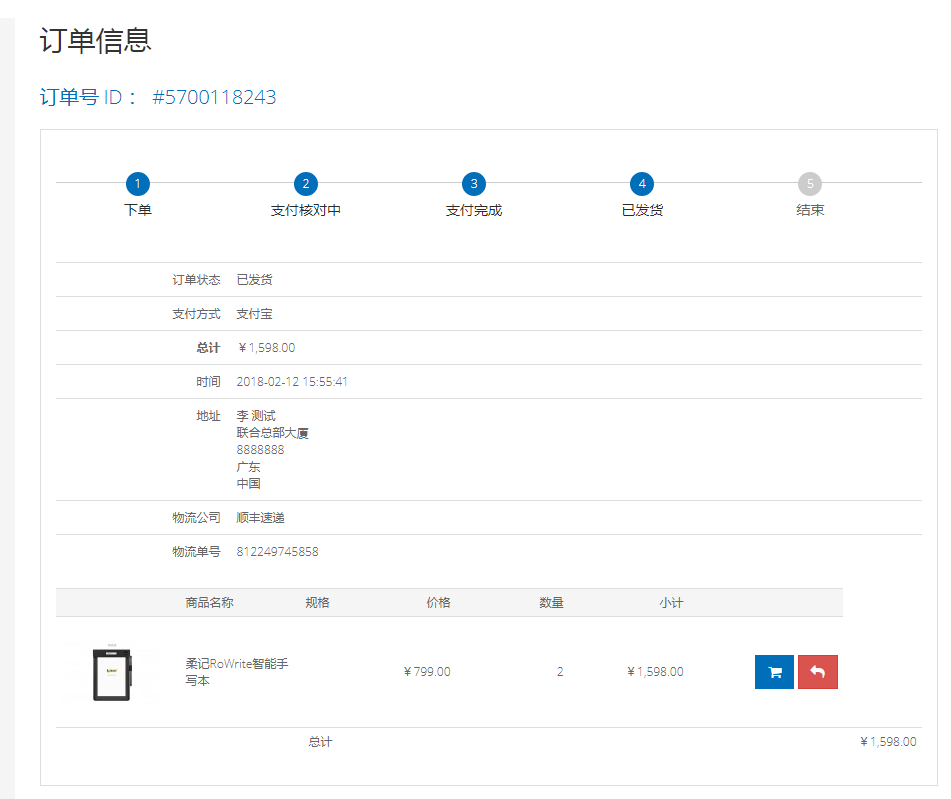 订单信息
订单号 ID： #5700118243
1 2 3 4 5
下单 支付核对中 支付完成 已发货 结束
订单状态 已发货
支付方式 支付宝
总计 ￥1,598.00
时间 2018-02-12 15:55:41
地址 李 测试
联合总部大厦
8888888
广东
中国
物流公司 顺丰速递
物流单号 812249745858
商品名称 规格 价格 数量 小计
柔记RoWrite智能手
写本
￥799.00 2 ￥1,598.00
总计 ￥1,598.00